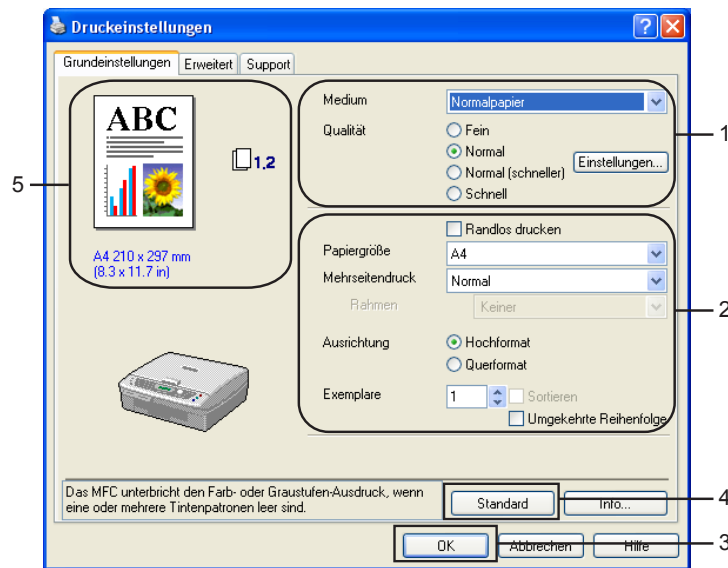 Druckeinstellungen
Grundeinstellungen Erweitert Support
ABC
1.2
A4 210 x 297 mm
(8.3 x 11.7 in)
5
Medium Normalpapier
Qualität Fein
Normal
Normal (schneller) Einstellungen...
Schnell
1
Randlos drucken
Papiergröße A4
Mehrseitendruck Normal
Rahmen Keiner
2
Ausrichtung Hochformat
Querformat
Exemplare 1 Sortieren
Umgekehrte Reihenfolge
Das MFC unterbricht den Farb- oder Graustufen-Ausdruck, wenn
eine oder mehrere Tintenpatronen leer sind.
Standard Info...
4
OK Abbrechen Hilfe
3